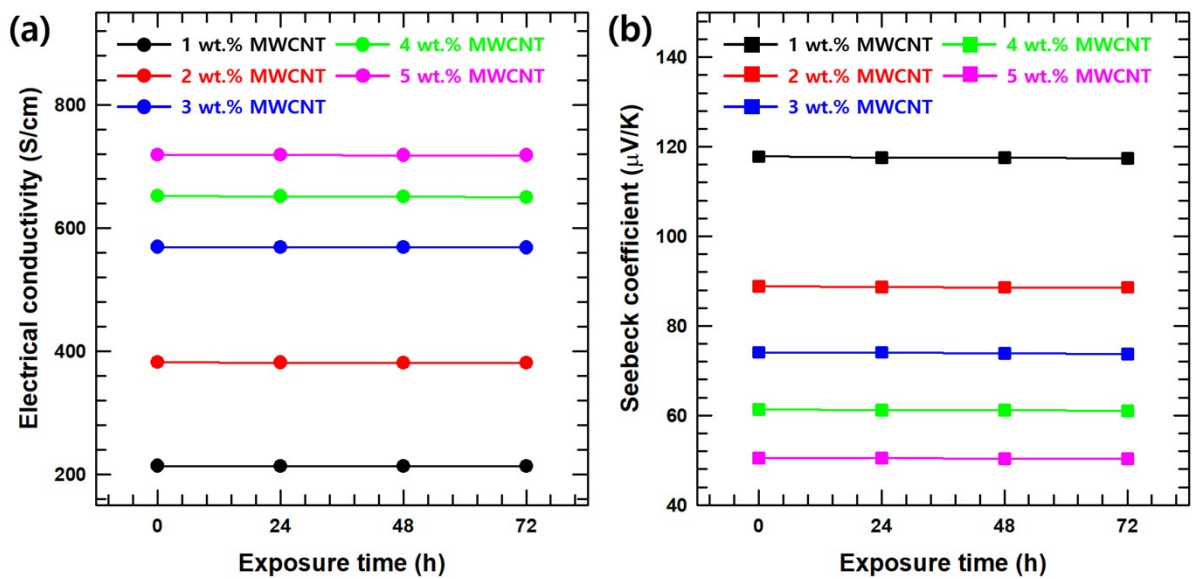 (a)
1 wt.% MWCNT
4 wt.% MWCNT
2 wt.% MWCNT
5 wt.% MWCNT
3 wt.% MWCNT
Electrical conductivity (S/cm)
800
600
400
200
0
24
48
72
Exposure time (h)
(b)
1 wt.% MWCNT
4 wt.% MWCNT
2 wt.% MWCNT
5 wt.% MWCNT
3 wt.% MWCNT
Seebeck coefficient (μV/K)
140
120
100
80
60
40
0
24
48
72
Exposure time (h)